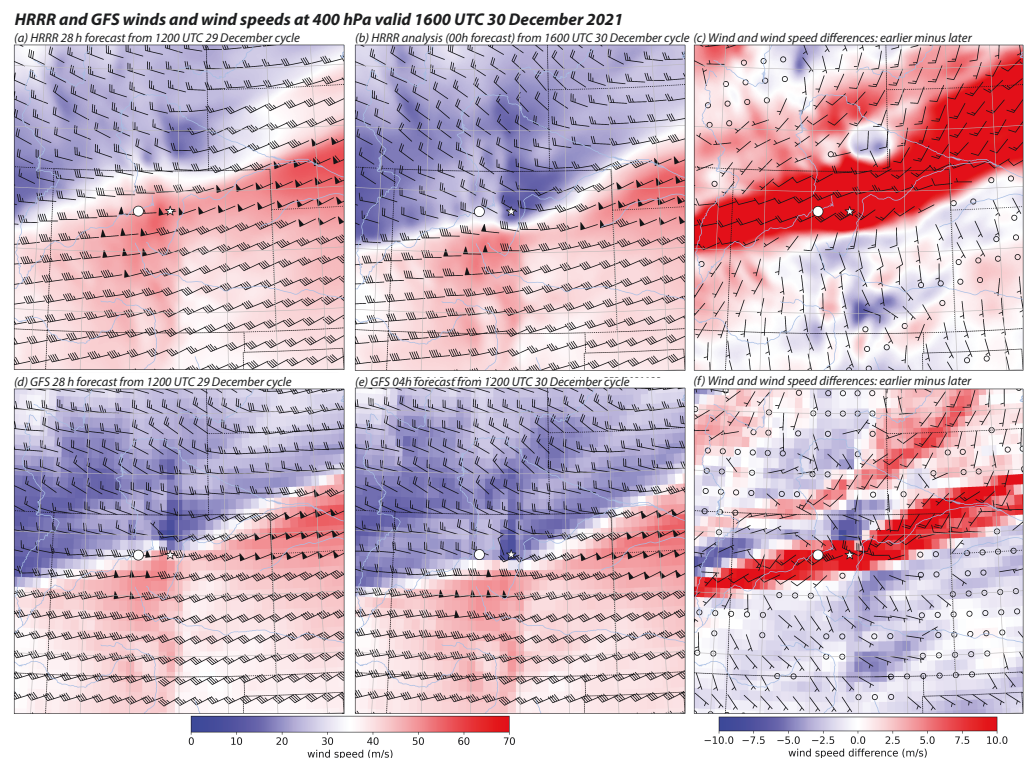 HRRR and GFS winds and wind speeds at 400 hPa valid 1600 UTC 30 December 2021
(a) HRRR 28 h forecast from 1200 UTC 29 December cycle
(b) HRRR analysis (00h forecast) from 1600 UTC 30 December cycle
(c) Wind and wind speed differences: earlier minus later
(d) GFS 28 h forecast from 1200 UTC 29 December cycle
(e) GFS 04h forecast from 1200 UTC 30 December cycle
(f) Wind and wind speed differences: earlier minus later
0 10 20 30 40 50 60 70
wind speed (m/s)
−10.0 −7.5 −5.0 −2.5 0.0 2.5 5.0 7.5 10.0
wind speed difference (m/s)